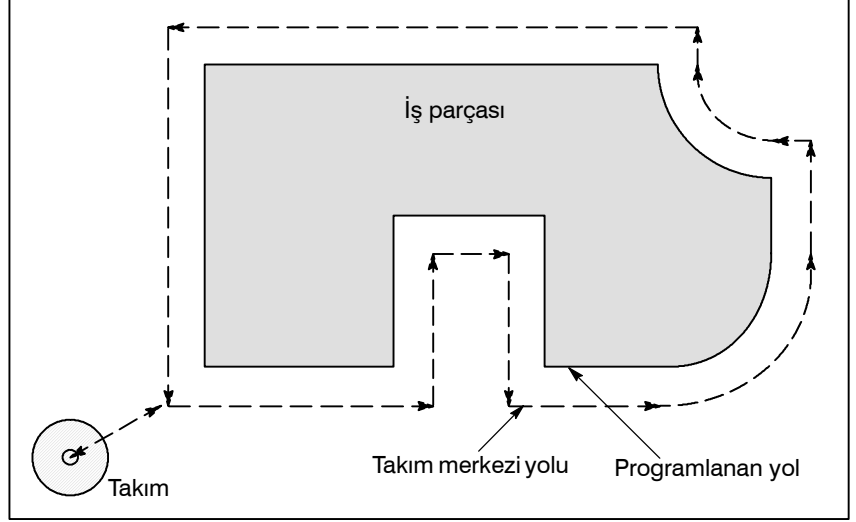 İş parçası
Takım merkezi yolu
Programlanan yol
Takım